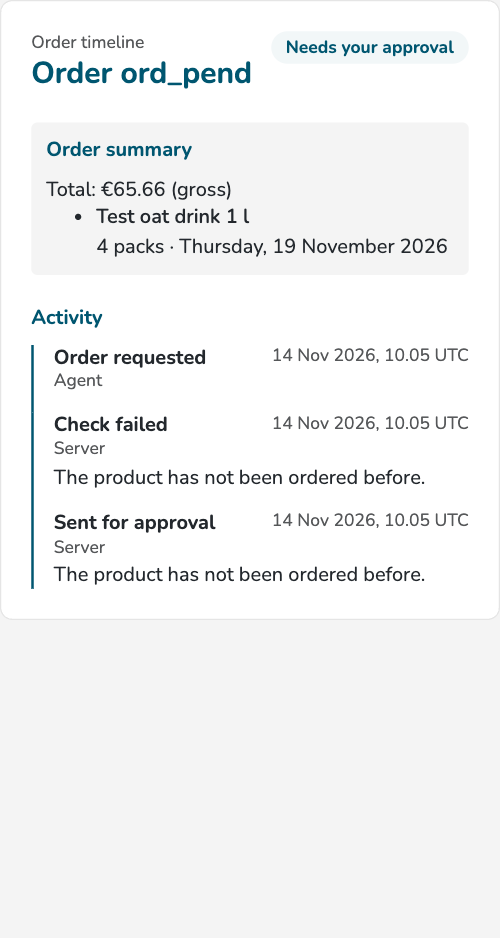 Order timeline
Needs your approval
Order ord_pend
Order summary
Total: €65.66 (gross)
• Test oat drink 1 l
4 packs · Thursday, 19 November 2026
Activity
Order requested
14 Nov 2026, 10.05 UTC
Agent
Check failed
14 Nov 2026, 10.05 UTC
Server
The product has not been ordered before.
Sent for approval
14 Nov 2026, 10.05 UTC
Server
The product has not been ordered before.